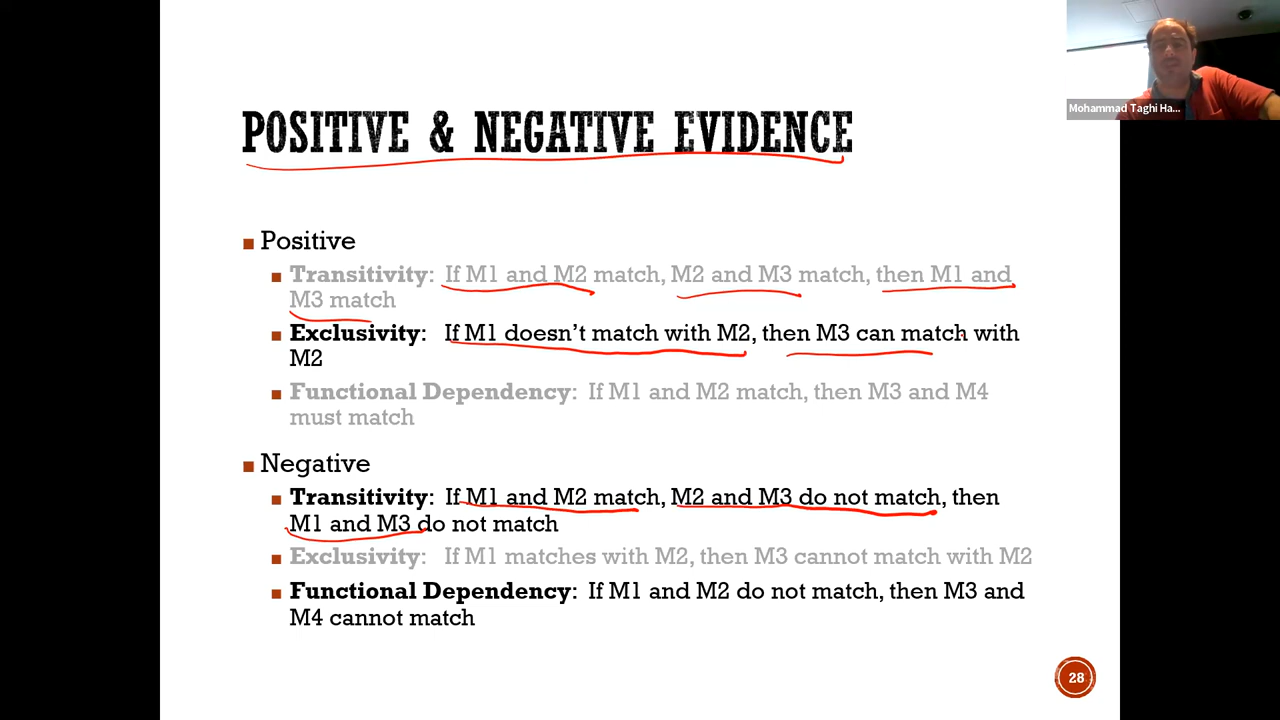 Mohammad Taghi Ha...
POSITIVE & NEGATIVE EVIDENCE
Positive
Transitivity: If M1 and M2 match, M2 and M3 match, then M1 and
M3 match
Exclusivity: If M1 doesn't match with M2, then M3 can match with
M2
Functional Dependency: If M1 and M2 match, then M3 and M4
must match
Negative
Transitivity: If M1 and M2 match, M2 and M3 do not match, then
M1 and M3 do not match
Exclusivity: If M1 matches with M2, then M3 cannot match with M2
Functional Dependency: If M1 and M2 do not match, then M3 and
M4 cannot match
28